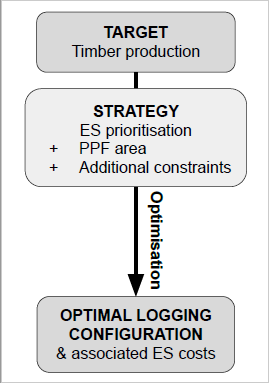 TARGET
Timber production
STRATEGY
ES prioritisation
+ PPF area
+ Additional constraints
Optimisation
OPTIMAL LOGGING
CONFIGURATION
& associated ES costs